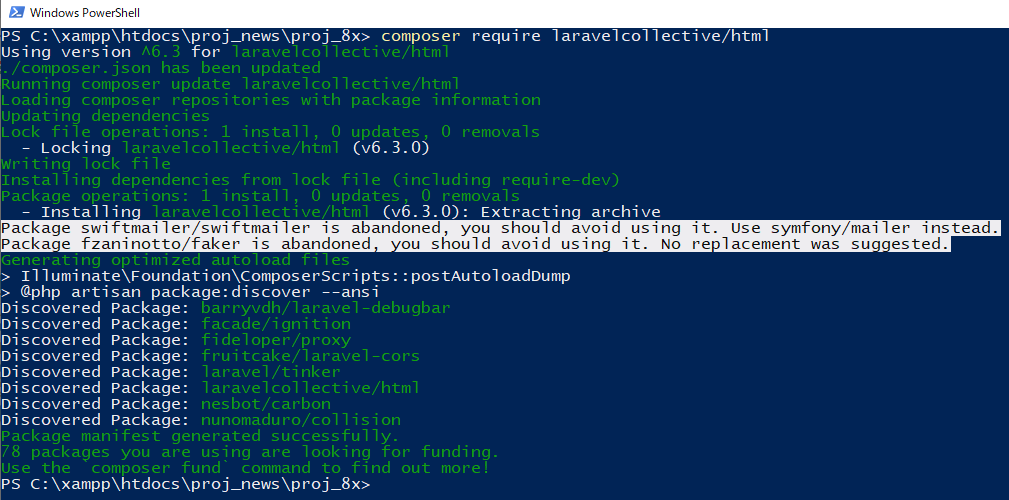 Windows PowerShell
PS C:\xampp\htdocs\proj_news\proj_8x> composer require laravelcollective/html
Using version ^6.3 for laravelcollective/html
./composer.json has been updated
Running composer update laravelcollective/html
Loading composer repositories with package information
Updating dependencies
Lock file operations: 1 install, 0 updates, 0 removals
  - Locking laravelcollective/html (v6.3.0)
Writing lock file
Installing dependencies from lock file (including require-dev)
Package operations: 1 install, 0 updates, 0 removals
  - Installing laravelcollective/html (v6.3.0): Extracting archive
Package swiftmailer/swiftmailer is abandoned, you should avoid using it. Use symfony/mailer instead.
Package fzaninotto/faker is abandoned, you should avoid using it. No replacement was suggested.
Generating optimized autoload files
> Illuminate\Foundation\ComposerScripts::postAutoloadDump
> @php artisan package:discover --ansi
Discovered Package: barryvdh/laravel-debugbar
Discovered Package: facade/ignition
Discovered Package: fideloper/proxy
Discovered Package: fruitcake/laravel-cors
Discovered Package: laravel/tinker
Discovered Package: laravelcollective/html
Discovered Package: nesbot/carbon
Discovered Package: nunomaduro/collision
Package manifest generated successfully.
78 packages you are using are looking for funding.
Use the `composer fund` command to find out more!
PS C:\xampp\htdocs\proj_news\proj_8x>